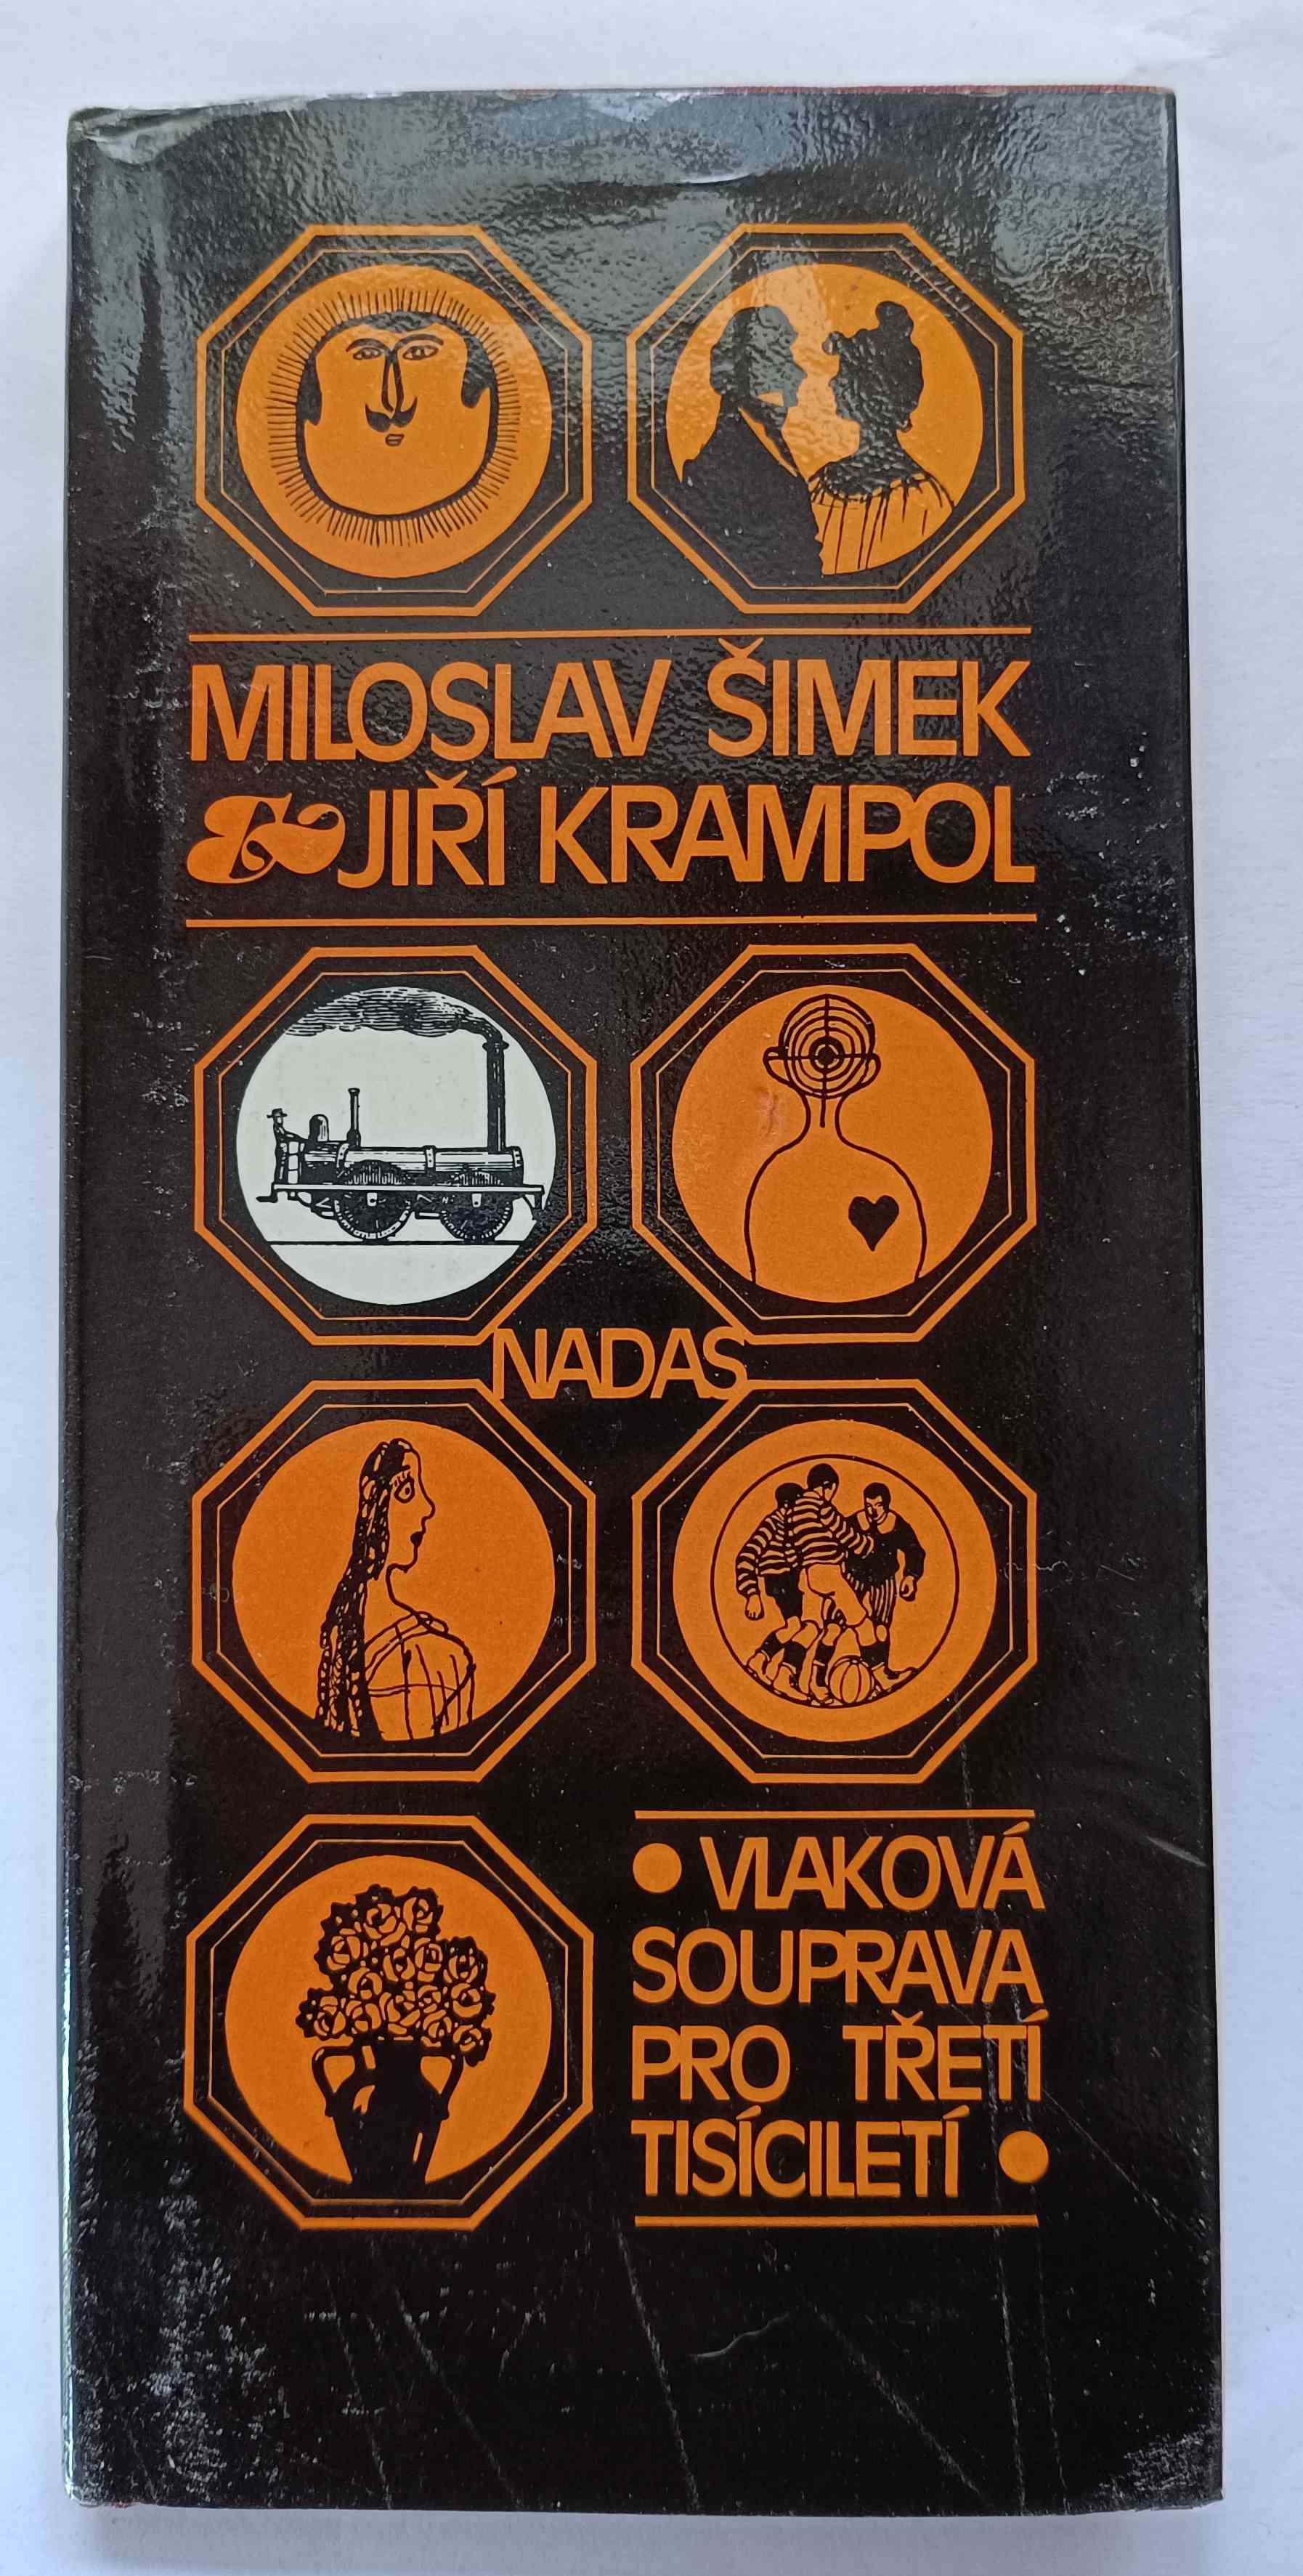 MILOSLAV ŠIMEK
& JIŘÍ KRAMPOL
NADAS
• VLAKOVÁ
SOUPRAVA
PRO TŘETÍ
TISÍCILETÍ •